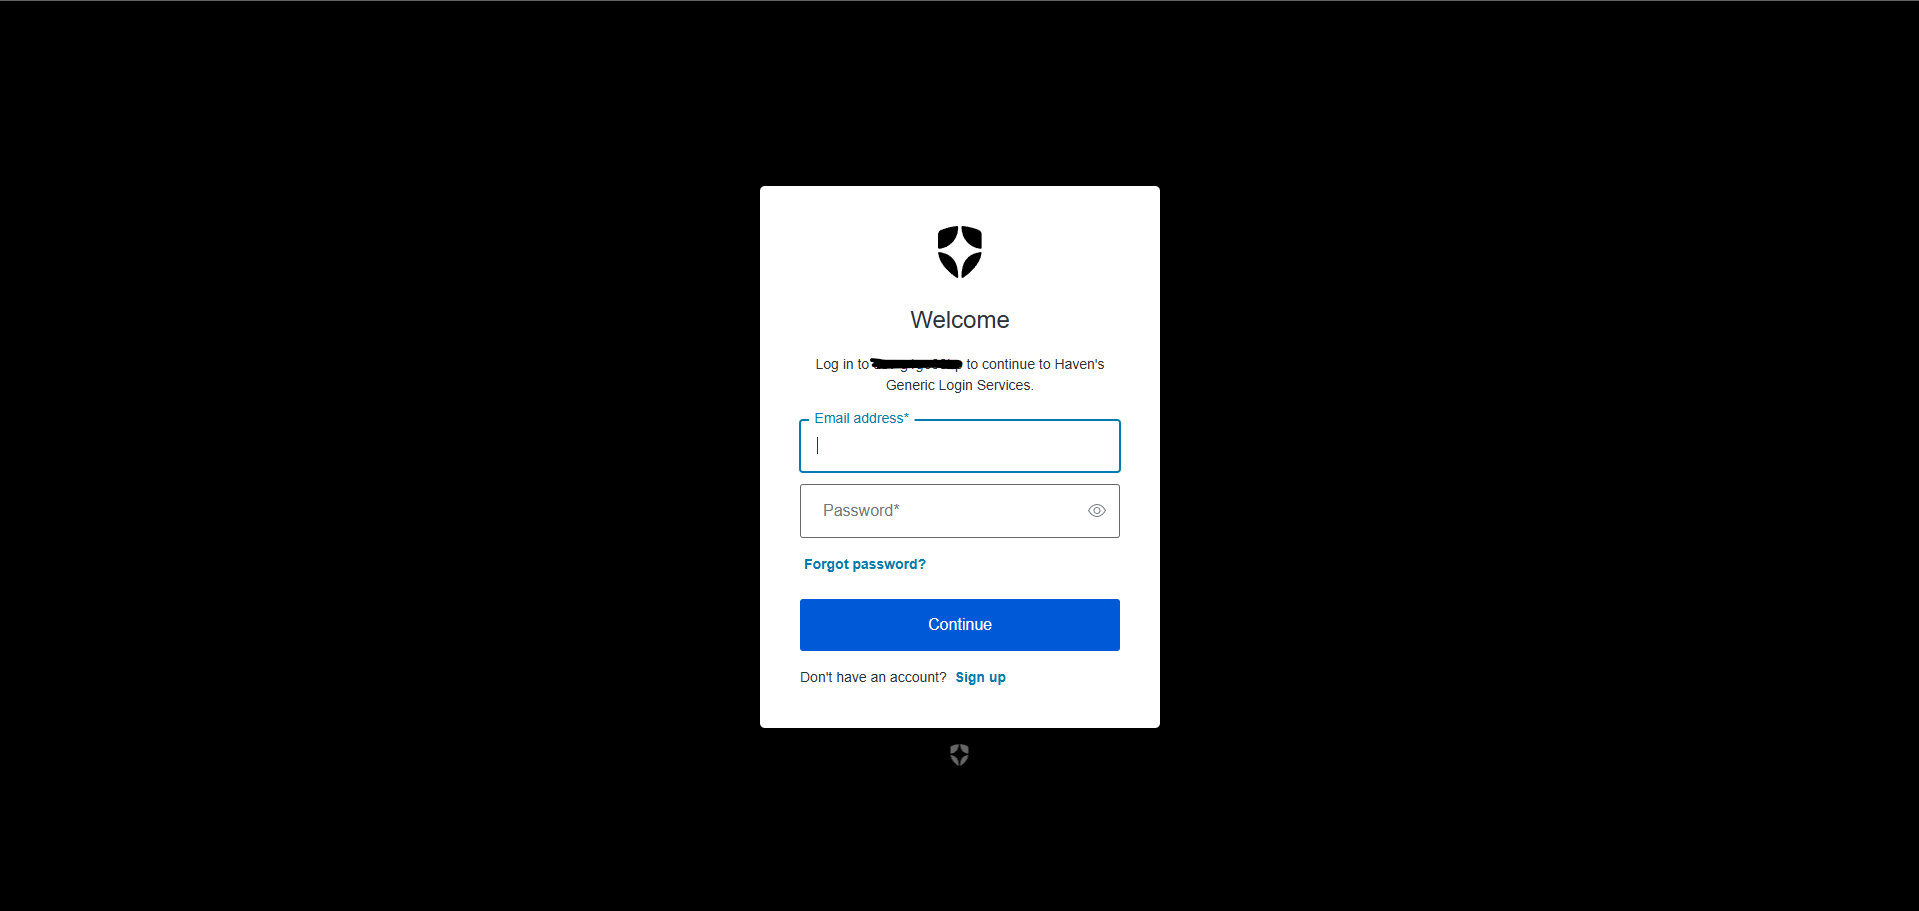 Welcome
Log in to to continue to Haven's
Generic Login Services.
Email address*
Password*
Forgot password?
Continue
Don't have an account? Sign up